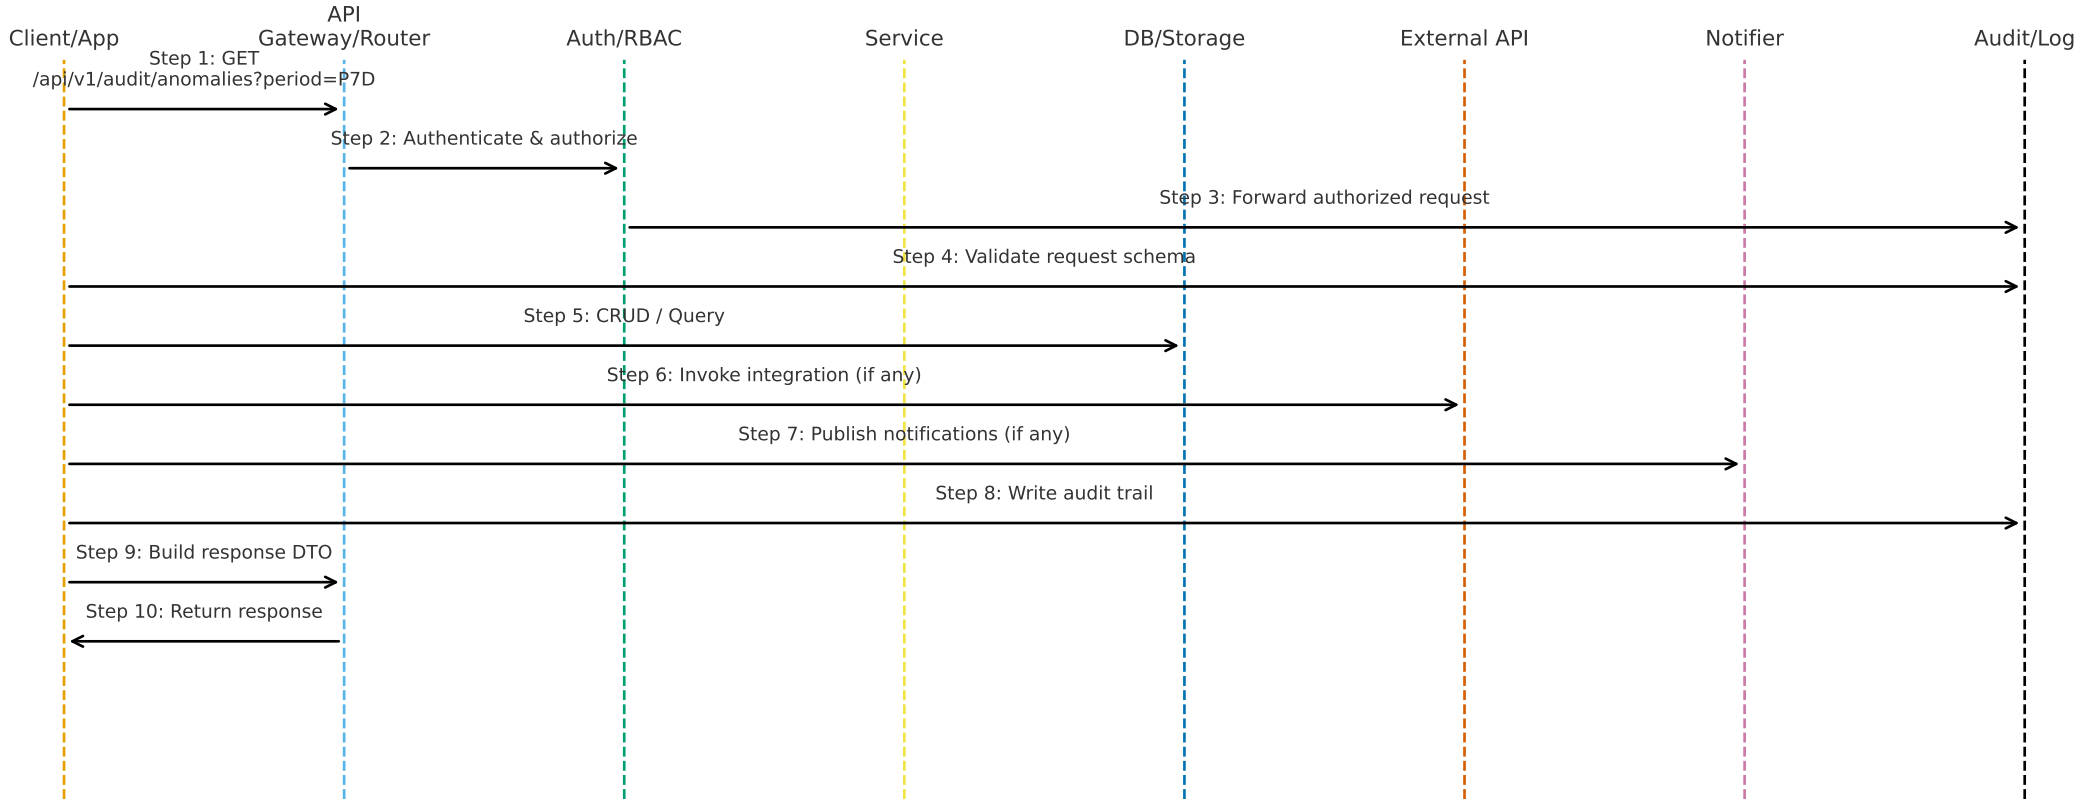 API
Client/App
Gateway/Router
Auth/RBAC
Service
DB/Storage
External API
Notifier
Audit/Log
Step 1: GET
/api/v1/audit/anomalies?period=P7D
Step 2: Authenticate & authorize
Step 3: Forward authorized request
Step 4: Validate request schema
Step 5: CRUD / Query
Step 6: Invoke integration (if any)
Step 7: Publish notifications (if any)
Step 8: Write audit trail
Step 9: Build response DTO
Step 10: Return response